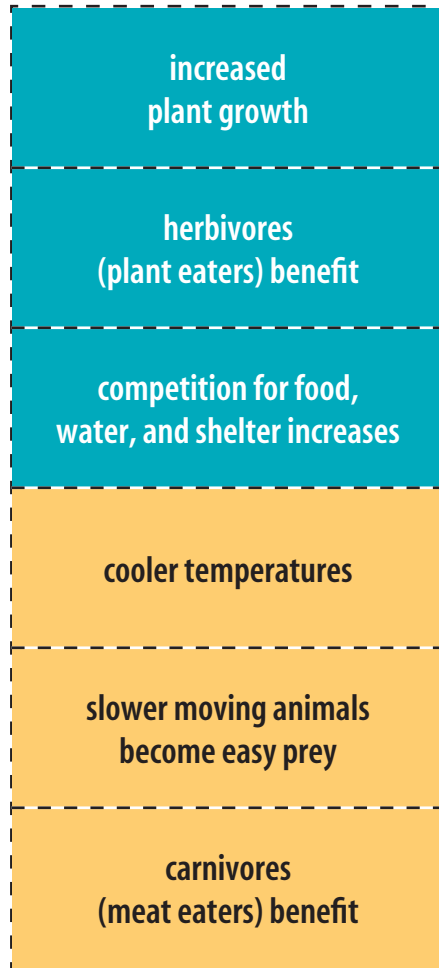 increased
plant growth
herbivores
(plant eaters) benefit
competition for food,
water, and shelter increases
cooler temperatures
slower moving animals
become easy prey
carnivores
(meat eaters) benefit